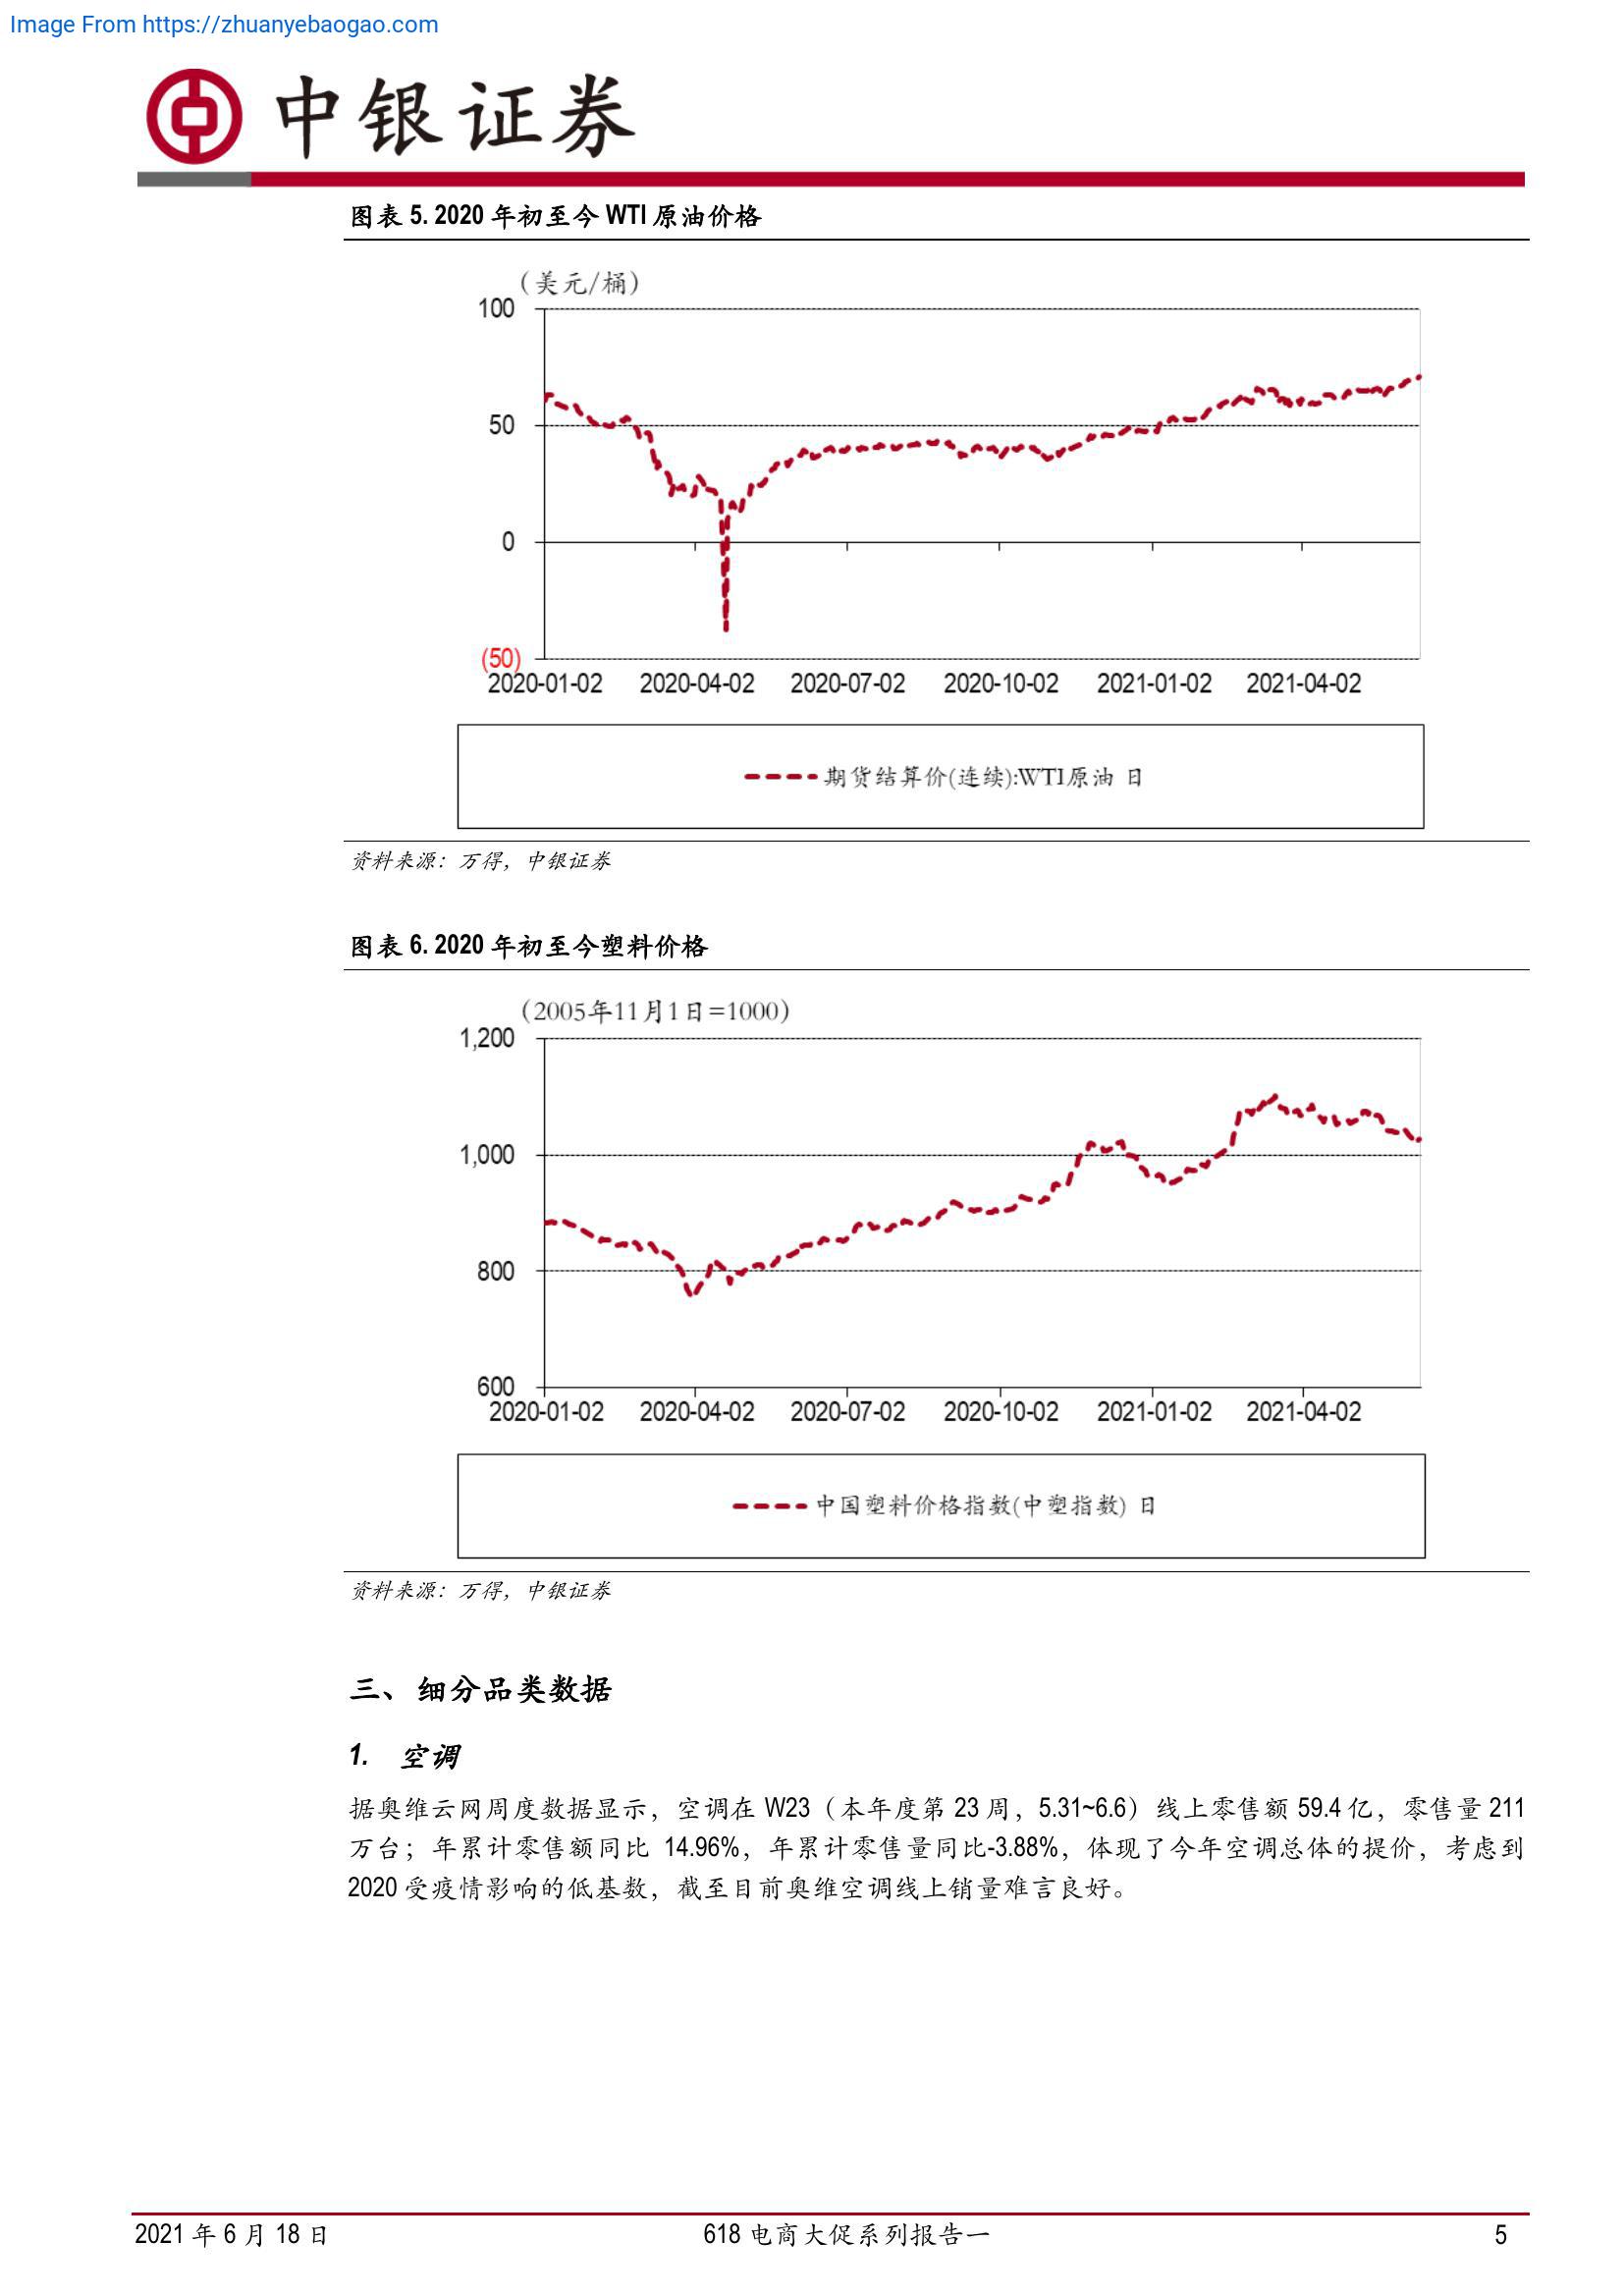 Image From https://zhuanyebaogao.com
中银证券
图表 5. 2020 年初至今 WTI 原油价格
（美元/桶）
100
50
0
(50)
2020-01-02 2020-04-02 2020-07-02 2020-10-02 2021-01-02 2021-04-02
期货结算价(连续):WTI原油 日
资料来源：万得，中银证券
图表 6. 2020 年初至今塑料价格
（2005年11月1日=1000）
1,200
1,000
800
600
2020-01-02 2020-04-02 2020-07-02 2020-10-02 2021-01-02 2021-04-02
中国塑料价格指数(中塑指数) 日
资料来源：万得，中银证券
三、细分品类数据
1. 空调
据奥维云网周度数据显示，空调在 W23（本年度第 23 周，5.31~6.6）线上零售额 59.4 亿，零售量 211
万台；年累计零售额同比 14.96%，年累计零售量同比-3.88%，体现了今年空调总体的提价，考虑到
2020 受疫情影响的低基数，截至目前奥维空调线上销量难言良好。
2021 年 6 月 18 日 618 电商大促系列报告一 5